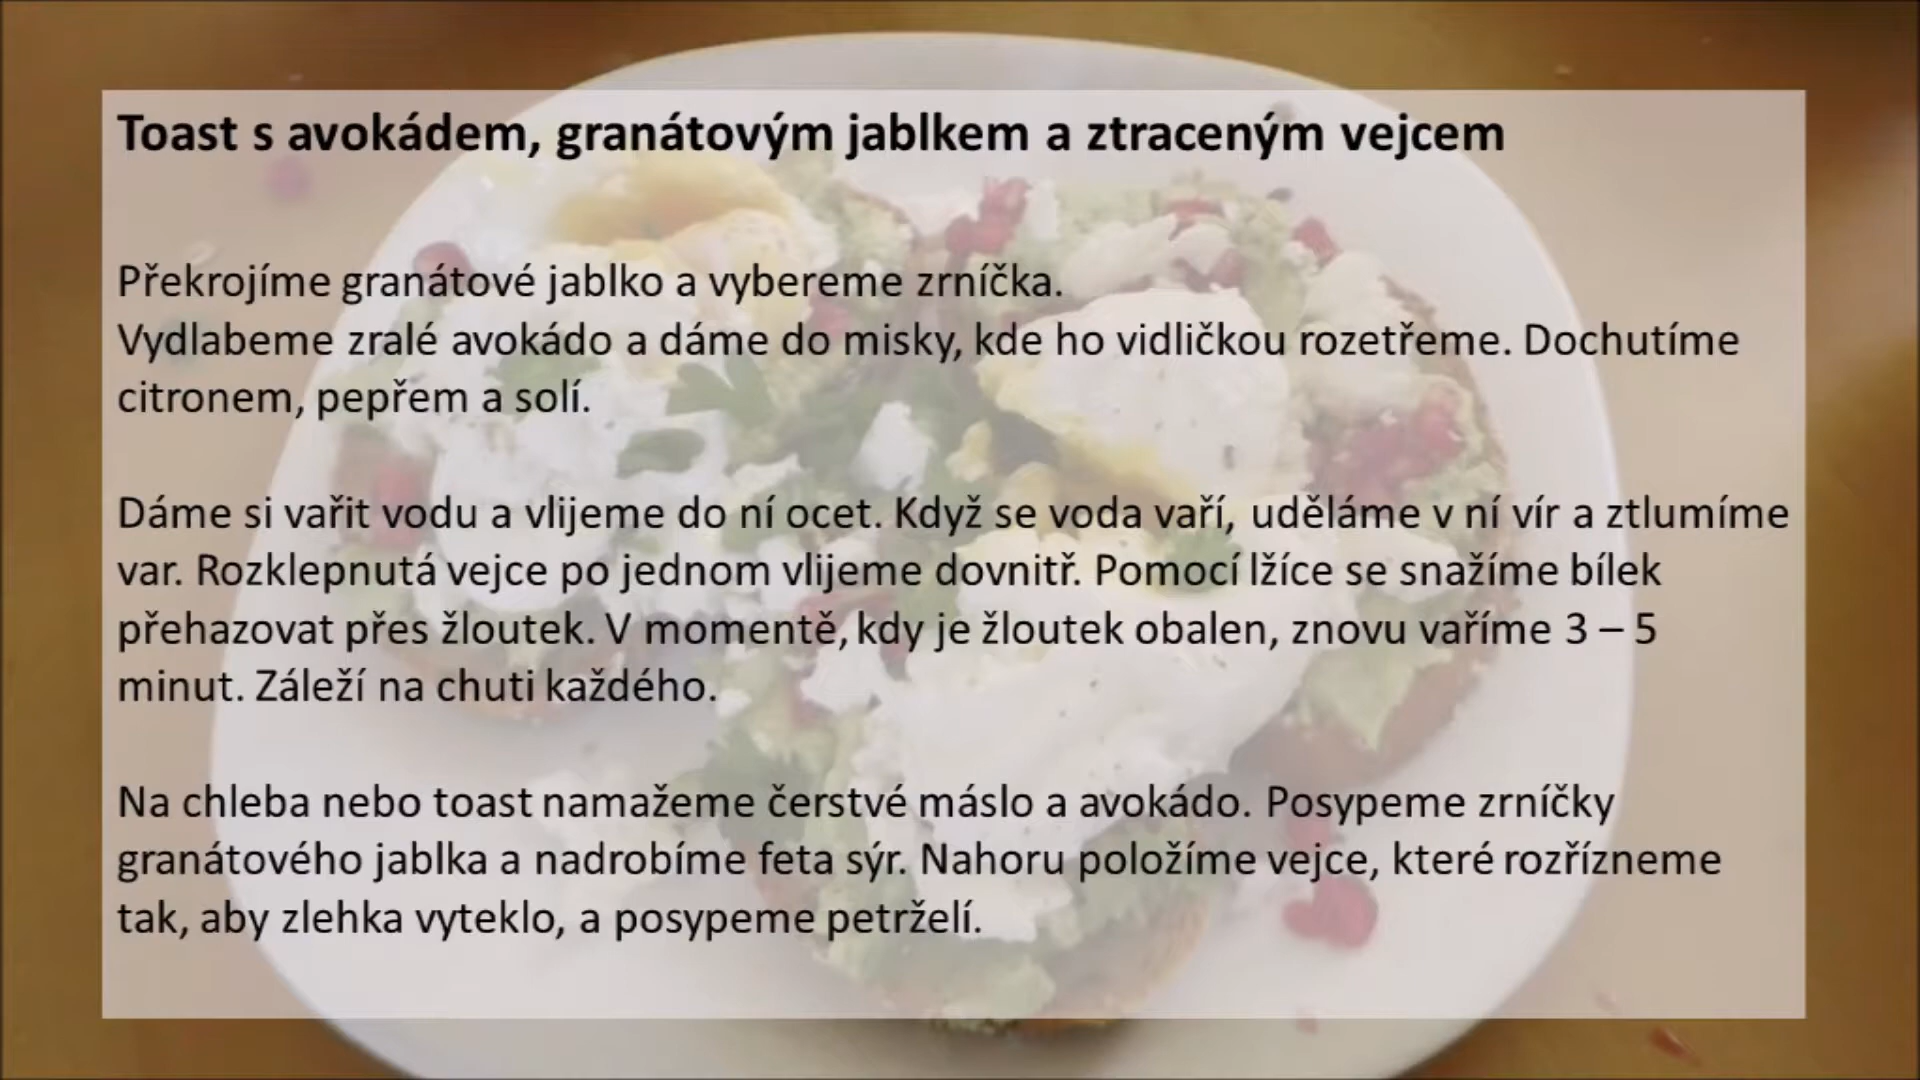 Toast s avokádem, granátovým jablkem a ztraceným vejcem
Překrojíme granátové jablko a vybereme zrníčka.
Vydlabeme zralé avokádo a dáme do misky, kde ho vidličkou rozetřeme. Dochutíme
citronem, pepřem a solí.
Dáme si vařit vodu a vlijeme do ní ocet. Když se voda vaří, uděláme v ní vír a ztlumíme
var. Rozklepnutá vejce po jednom vlijeme dovnitř. Pomocí lžíce se snažíme bílek
přehazovat přes žloutek. V momentě, kdy je žloutek obalen, znovu vaříme 3 – 5
minut. Záleží na chuti každého.
Na chleba nebo toast namažeme čerstvé máslo a avokádo. Posypeme zrníčky
granátového jablka a nadrobíme feta sýr. Nahoru položíme vejce, které rozřízneme
tak, aby zlehka vyteklo, a posypeme petrželí.